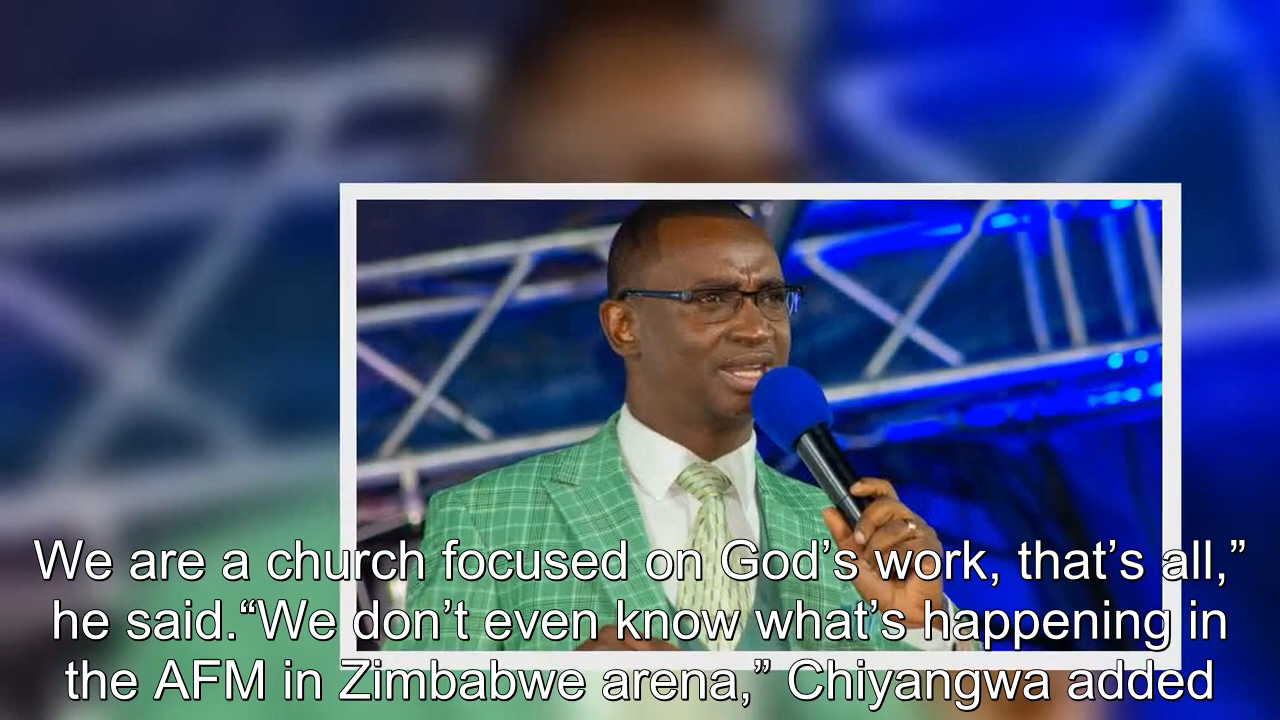 We are a church focused on God’s work, that’s all,”
he said.“We don’t even know what’s happening in
the AFM in Zimbabwe arena,” Chiyangwa added